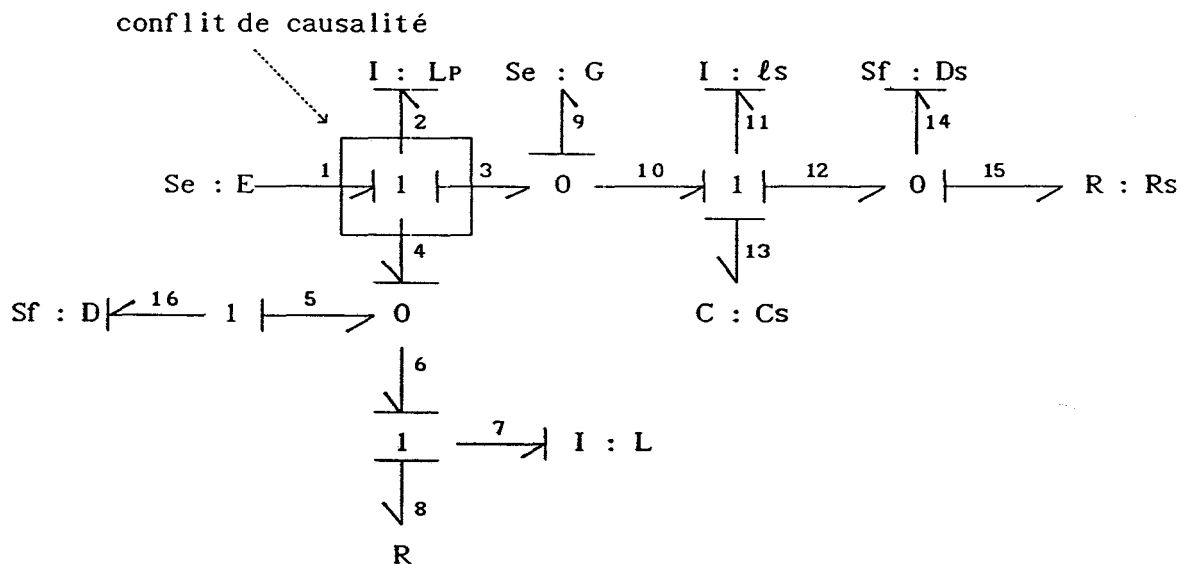 conflit de causalité
I : LP Se : G I : ℓs Sf : Ds
2 9 11 14
Se : E 1 1 3 0 10 1 12 0 15 R : Rs
4 13
Sf : D 16 1 5 0 C : Cs
6
1 7 I : L
8
R